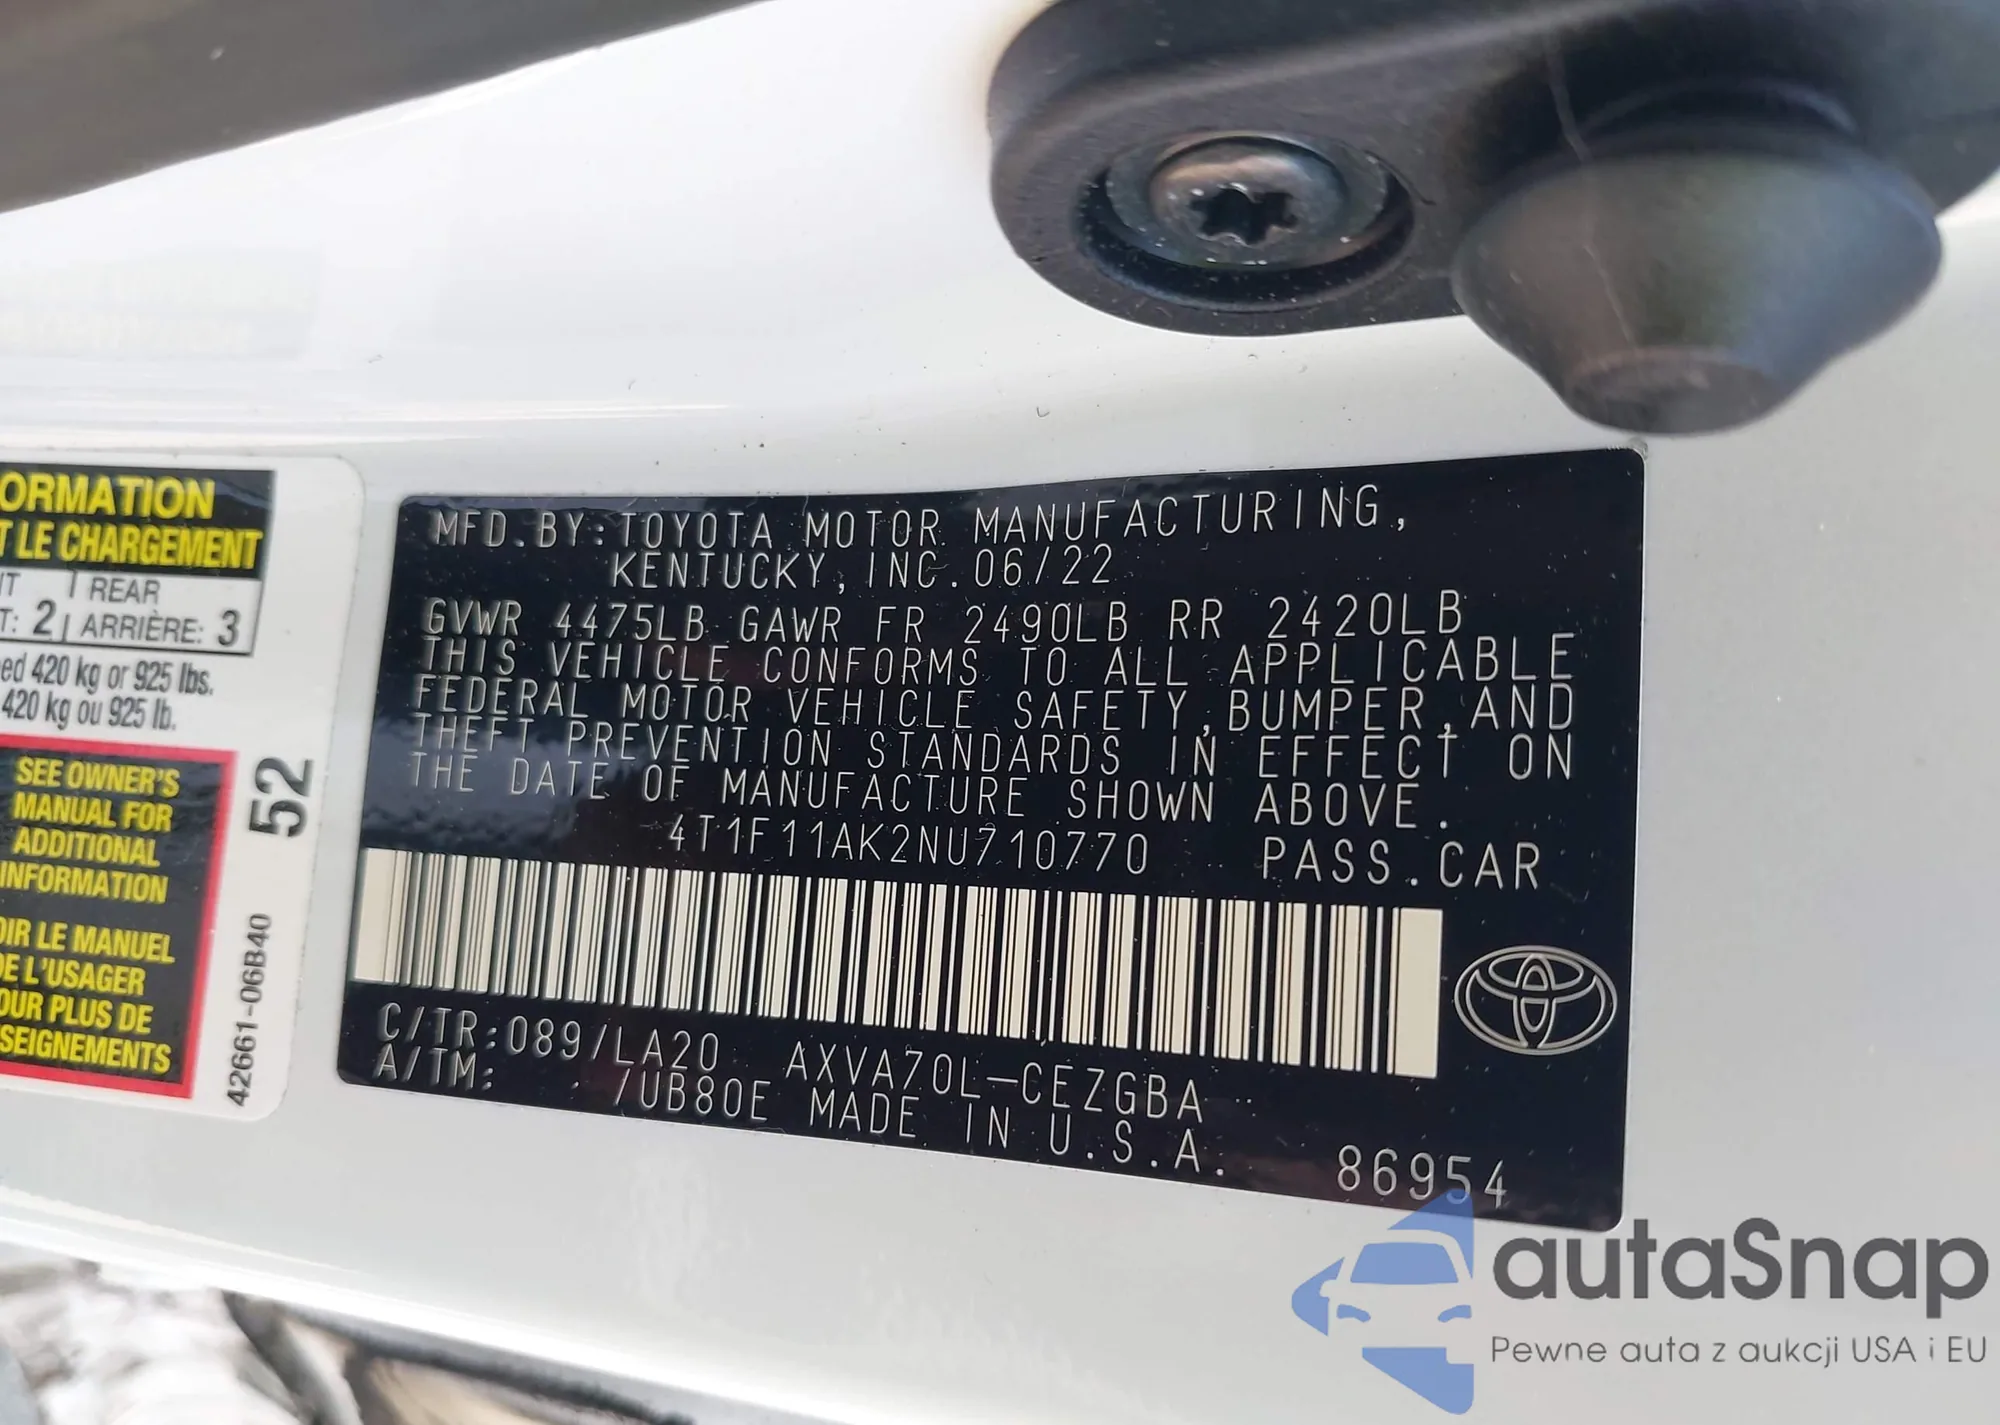 ORMATION
T LE CHARGEMENT
REAR
T: 2 ARRIÈRE: 3
ed 420 kg or 925 lbs.
420 kg ou 925 lb.
SEE OWNER'S
MANUAL FOR
ADDITIONAL
INFORMATION
OIR LE MANUEL
DE L'USAGER
OUR PLUS DE
SEIGNEMENTS
52
42661-06B40
MFD.BY:TOYOTA MOTOR MANUFACTURING,
KENTUCKY, INC.06/22
GVWR 4475LB GAWR FR 2490LB RR 2420LB
THIS VEHICLE CONFORMS TO ALL APPLICABLE
FEDERAL MOTOR VEHICLE SAFETY,BUMPER,AND
THEFT PREVENTION STANDARDS IN EFFECT ON
THE DATE OF MANUFACTURE SHOWN ABOVE.
4T1F11AK2NU710770 PASS.CAR
C/TR:089/LA20 AXVA70L-CEZGBA
A/TM: /UB80E MADE IN U.S.A.
86954
autaSnap
Pewne auta z aukcji USA i EU